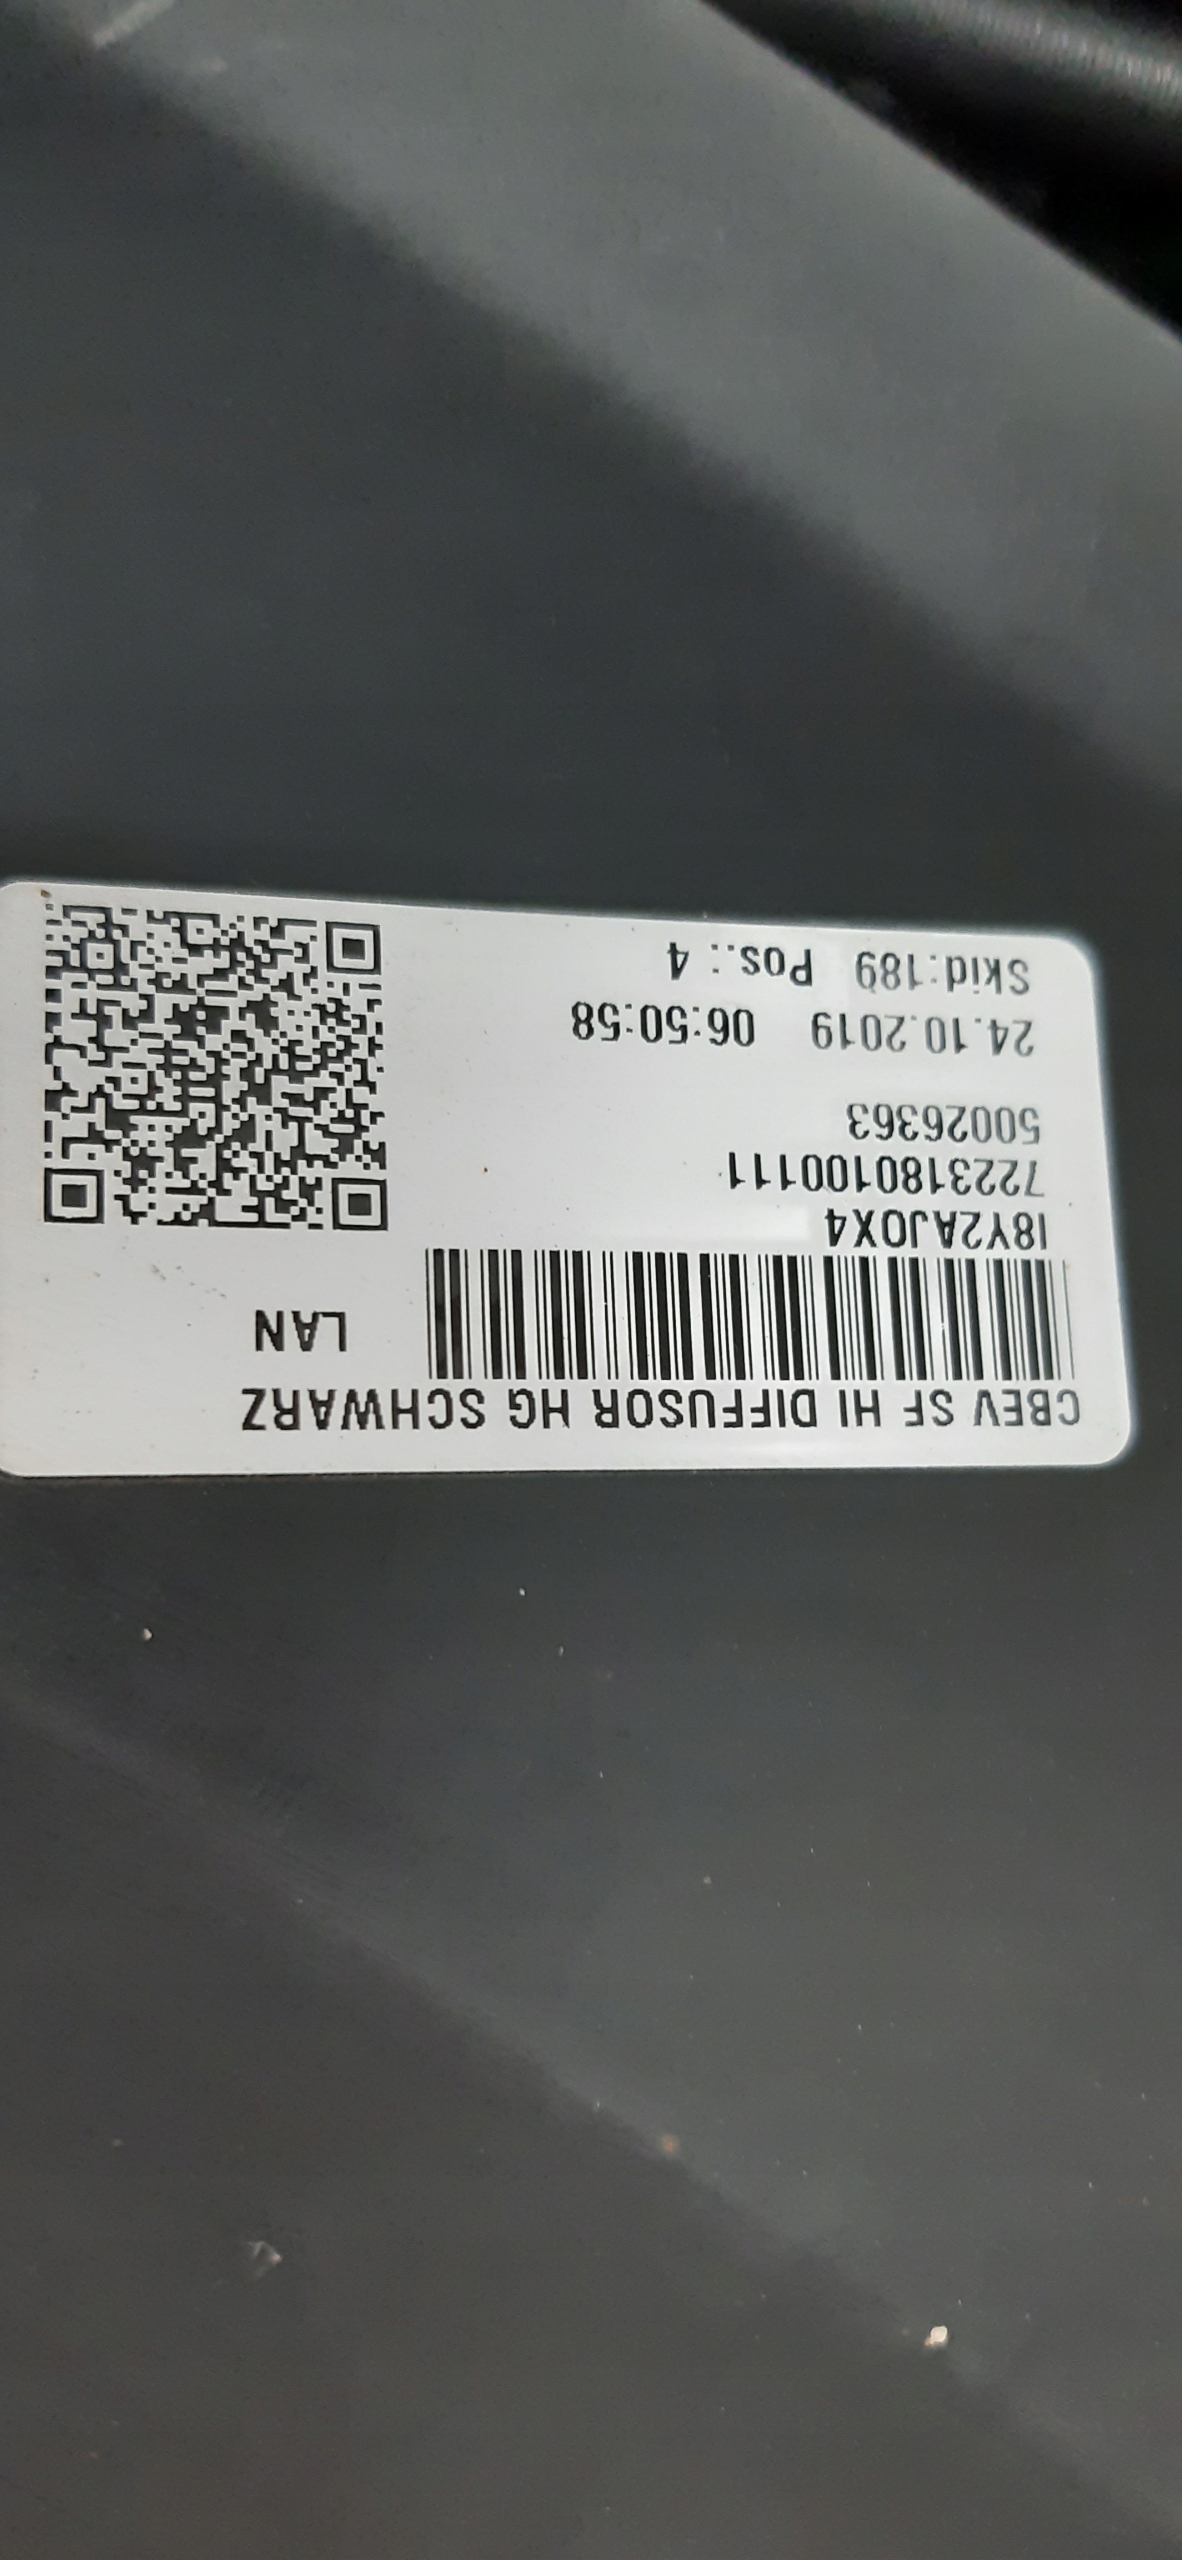 CBEV SF HI DIFFUSOR HG SCHWARZ
LAN
I8Y2AJ0X4
7223180100111
50026363
24.10.2019 06:50:58
Skid:189 Pos.: 4